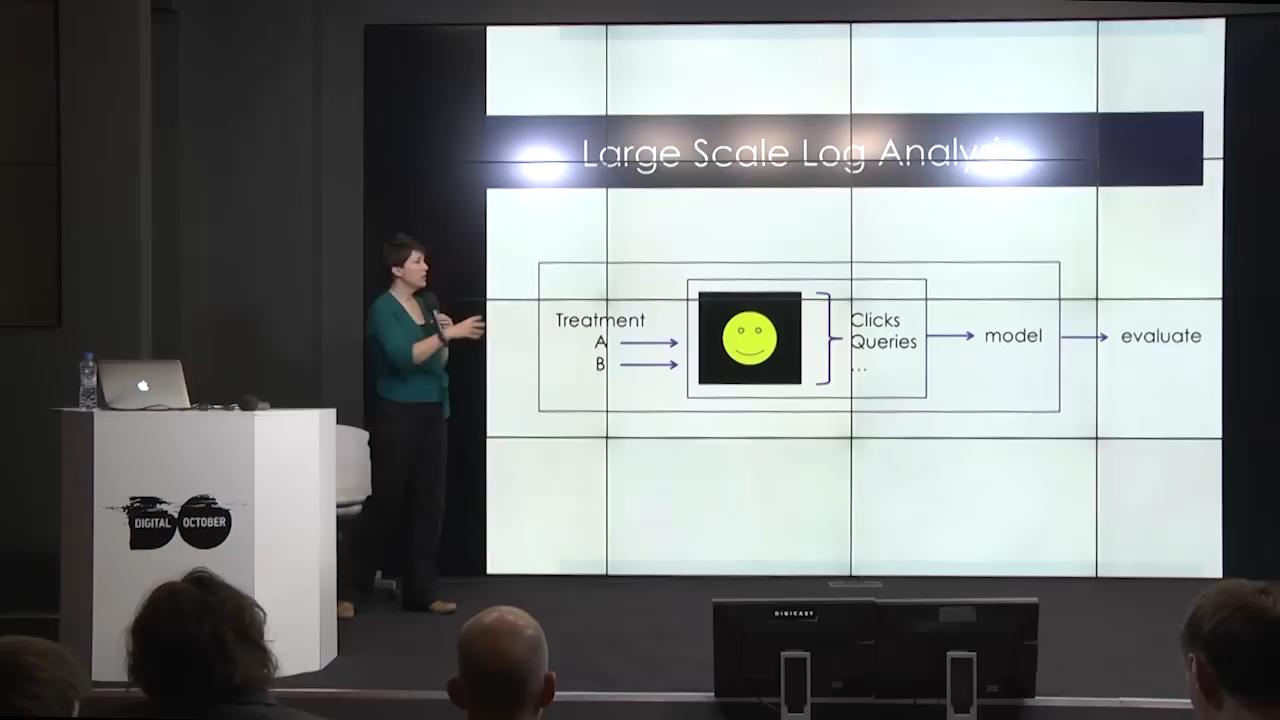 Large Scale Log Analysis
Treatment
A
B
Clicks
Queries
...
model
evaluate
DIGITAL OCTOBER
DIGICAST